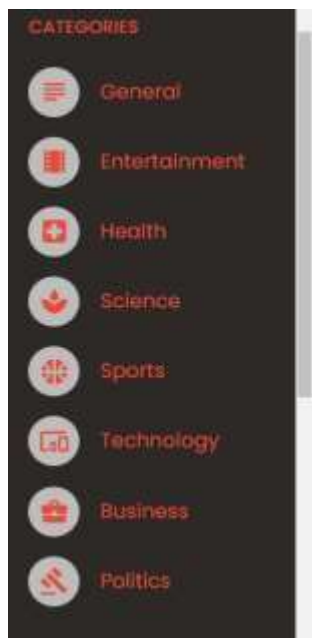 CATEGORIES
General
Entertainment
Health
Science
Sports
Technology
Business
Politics